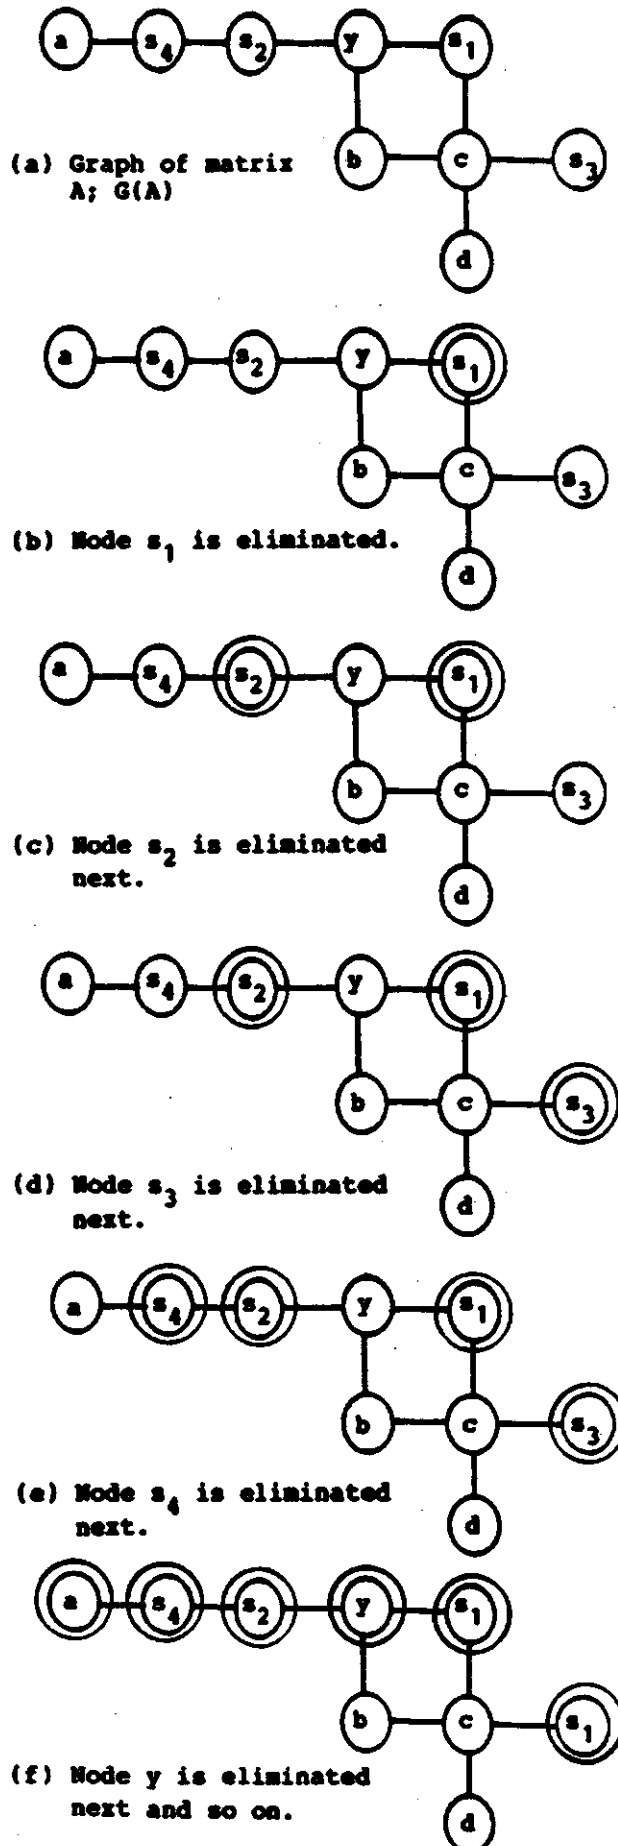 a s₄ s₂ y s₁
b c s₃
(a) Graph of matrix
A; G(A)
d
a s₄ s₂ y s₁
b c s₃
(b) Node s₁ is eliminated.
d
a s₄ s₂ y s₁
b c s₃
(c) Node s₂ is eliminated
next.
d
a s₄ s₂ y s₁
b c s₃
(d) Node s₃ is eliminated
next.
d
a s₄ s₂ y s₁
b c s₃
(e) Node s₄ is eliminated
next.
d
a s₄ s₂ y s₁
b c s₁
(f) Node y is eliminated
next and so on.
d